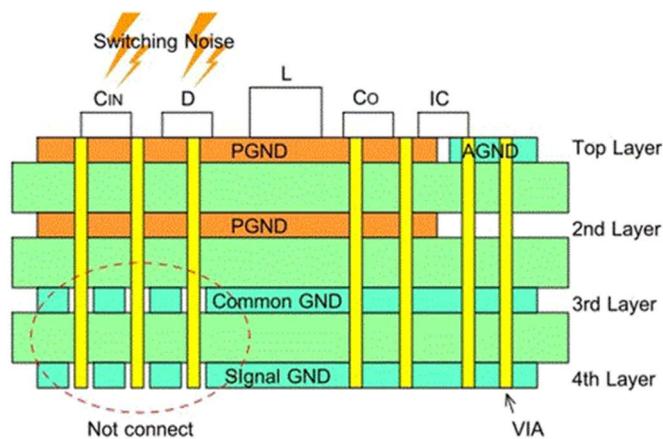 Switching Noise
CIN D L CO IC
PGND AGND Top Layer
PGND 2nd Layer
Common GND 3rd Layer
Signal GND 4th Layer
Not connect VIA